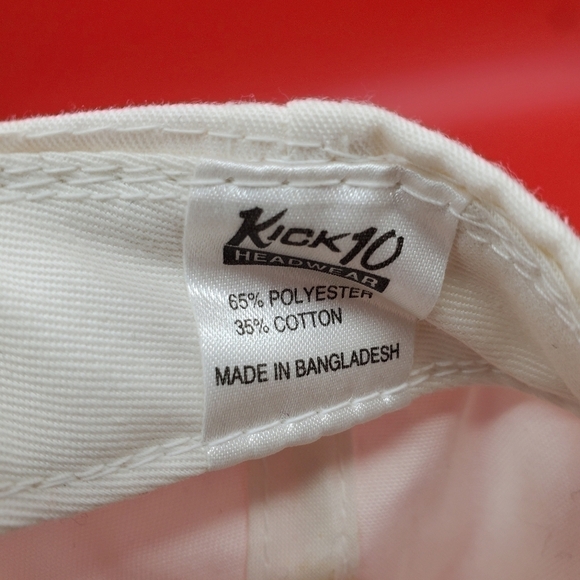 KICK10
HEADWEAR
65% POLYESTER
35% COTTON
MADE IN BANGLADESH